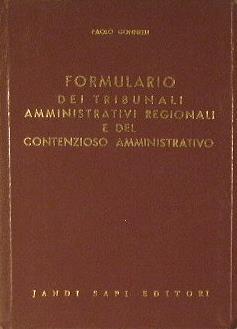 PAOLO GONNELLI
FORMULARIO
DEI TRIBUNALI
AMMINISTRATIVI REGIONALI
E DEL
CONTENZIOSO AMMINISTRATIVO
JANDI SAPI EDITORI